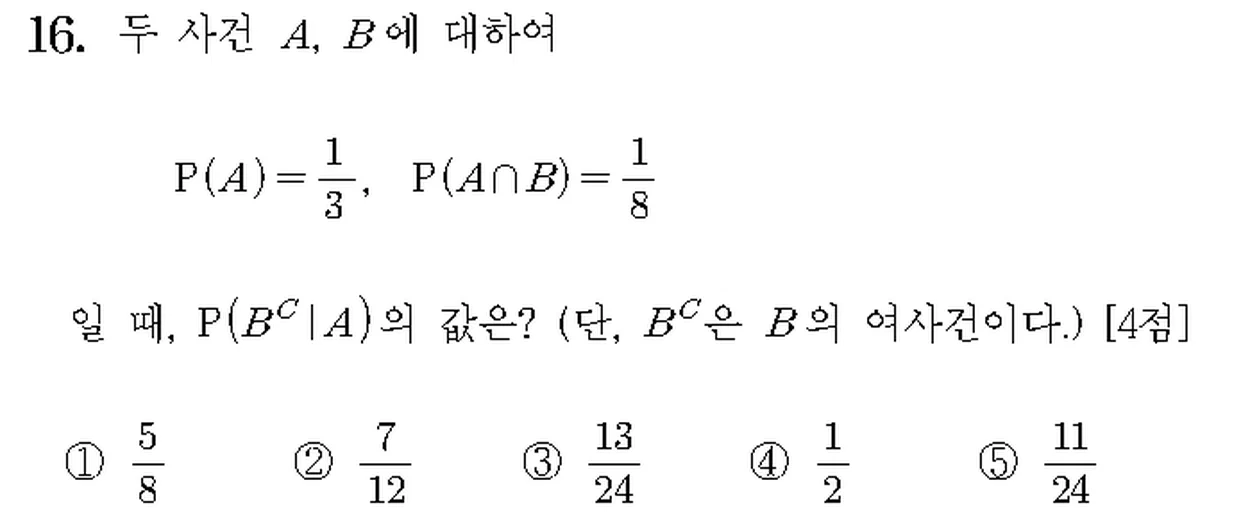 16. 두 사건 A, B에 대하여
P(A)=1/3, P(A∩B)=1/8
일 때, P(B^C|A)의 값은? (단, B^C은 B의 여사건이다.) [4점]
① 5/8 ② 7/12 ③ 13/24 ④ 1/2 ⑤ 11/24